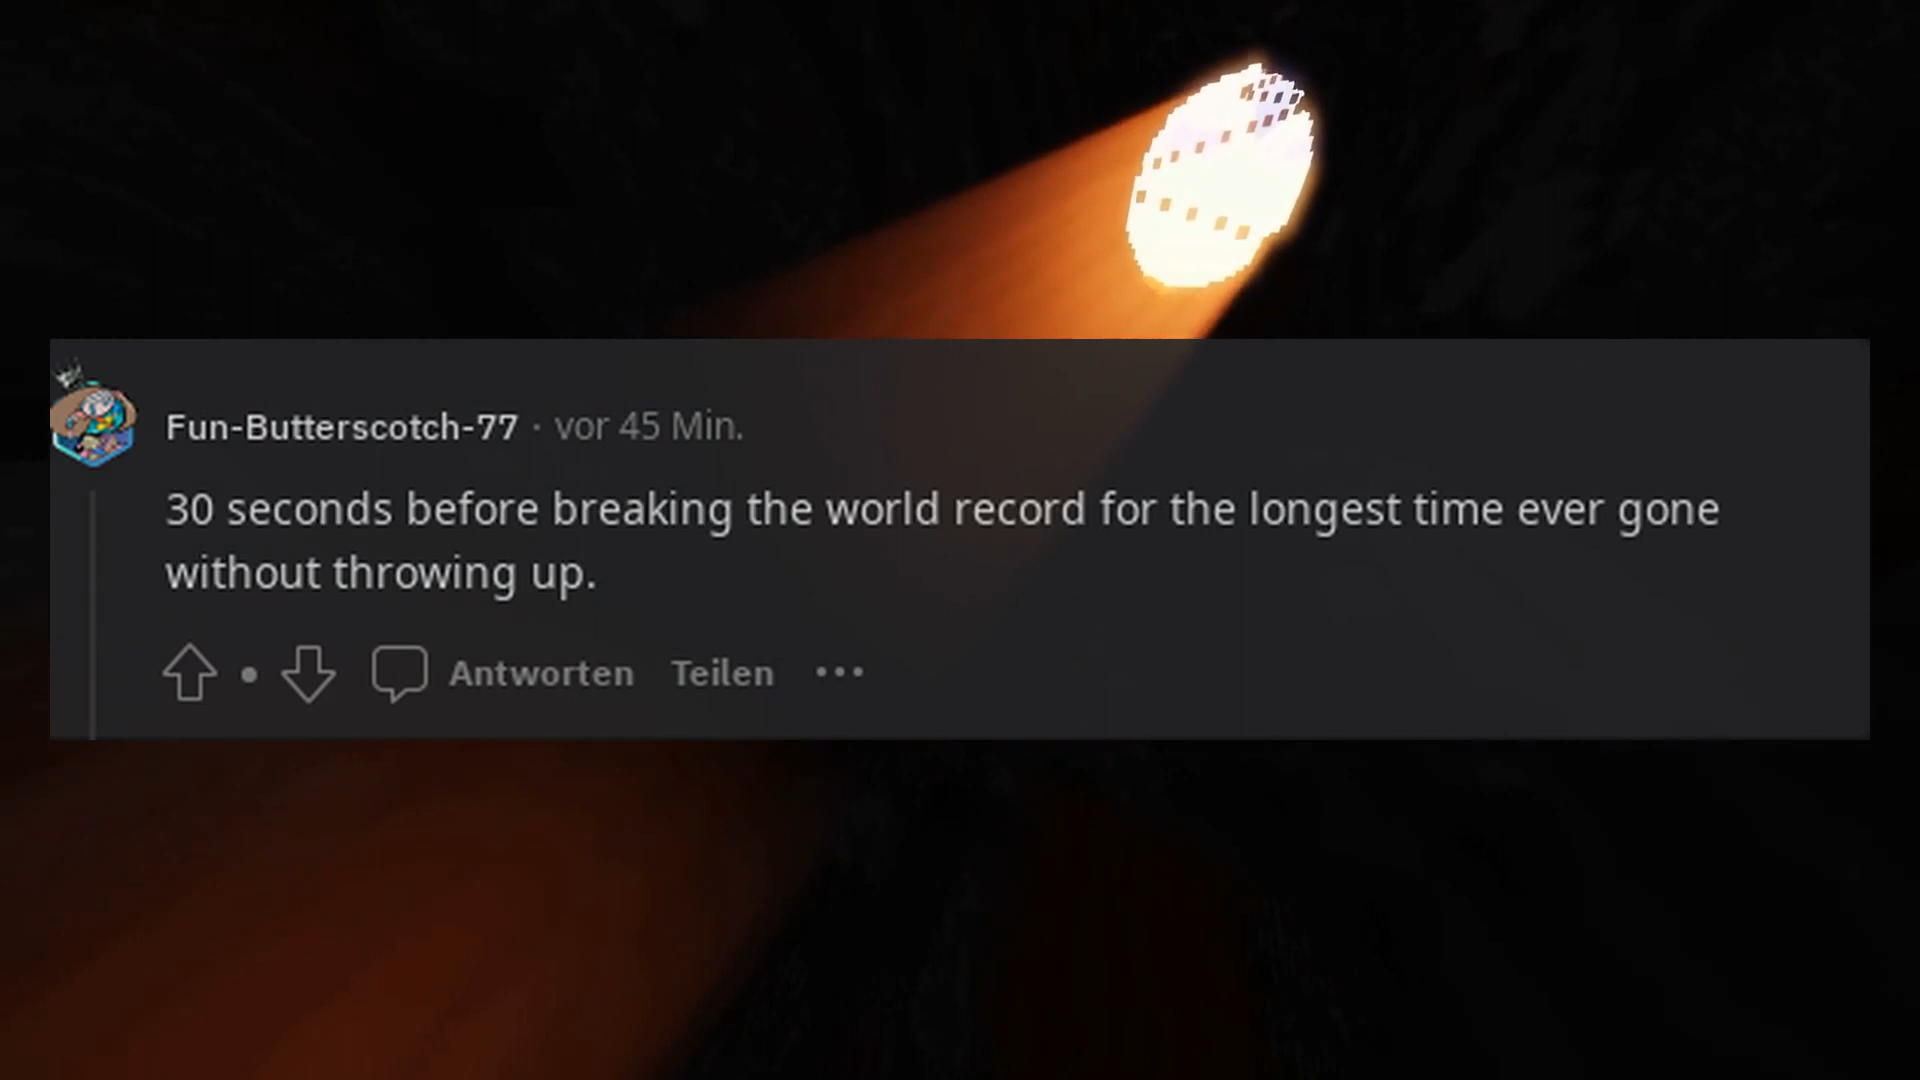 Fun-Butterscotch-77 · vor 45 Min.
30 seconds before breaking the world record for the longest time ever gone
without throwing up.
Antworten Teilen ···